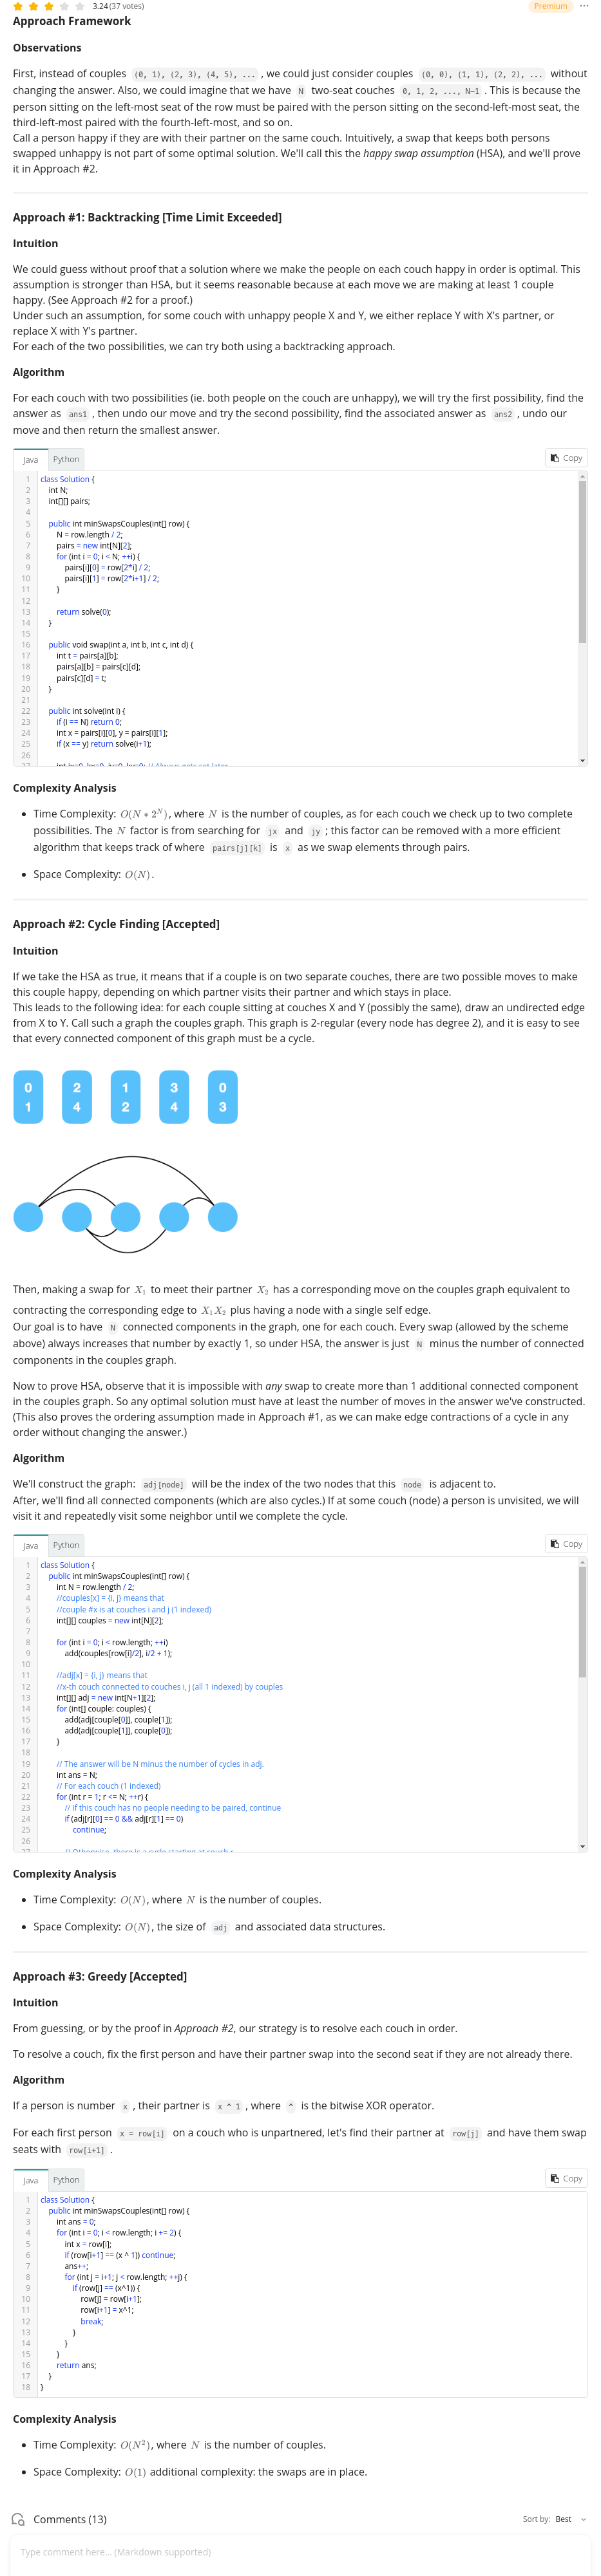 3.24 (37 votes)
Premium
Approach Framework
Observations
First, instead of couples (0, 1), (2, 3), (4, 5), ... , we could just consider couples (0, 0), (1, 1), (2, 2), ... without
changing the answer. Also, we could imagine that we have N two-seat couches 0, 1, 2, ..., N-1 . This is because the
person sitting on the left-most seat of the row must be paired with the person sitting on the second-left-most seat, the
third-left-most paired with the fourth-left-most, and so on.
Call a person happy if they are with their partner on the same couch. Intuitively, a swap that keeps both persons
swapped unhappy is not part of some optimal solution. We'll call this the happy swap assumption (HSA), and we'll prove
it in Approach #2.
Approach #1: Backtracking [Time Limit Exceeded]
Intuition
We could guess without proof that a solution where we make the people on each couch happy in order is optimal. This
assumption is stronger than HSA, but it seems reasonable because at each move we are making at least 1 couple
happy. (See Approach #2 for a proof.)
Under such an assumption, for some couch with unhappy people X and Y, we either replace Y with X's partner, or
replace X with Y's partner.
For each of the two possibilities, we can try both using a backtracking approach.
Algorithm
For each couch with two possibilities (ie. both people on the couch are unhappy), we will try the first possibility, find the
answer as ans1 , then undo our move and try the second possibility, find the associated answer as ans2 , undo our
move and then return the smallest answer.
Java Python Copy
1 class Solution {
2 int N;
3 int[][] pairs;
4
5 public int minSwapsCouples(int[] row) {
6 N = row.length / 2;
7 pairs = new int[N][2];
8 for (int i = 0; i < N; ++i) {
9 pairs[i][0] = row[2*i] / 2;
10 pairs[i][1] = row[2*i+1] / 2;
11 }
12
13 return solve(0);
14 }
15
16 public void swap(int a, int b, int c, int d) {
17 int t = pairs[a][b];
18 pairs[a][b] = pairs[c][d];
19 pairs[c][d] = t;
20 }
21
22 public int solve(int i) {
23 if (i == N) return 0;
24 int x = pairs[i][0], y = pairs[i][1];
25 if (x == y) return solve(i+1);
26
Complexity Analysis
• Time Complexity: O(N * 2^N), where N is the number of couples, as for each couch we check up to two complete
possibilities. The N factor is from searching for jx and jy ; this factor can be removed with a more efficient
algorithm that keeps track of where pairs[j][k] is x as we swap elements through pairs.
• Space Complexity: O(N).
Approach #2: Cycle Finding [Accepted]
Intuition
If we take the HSA as true, it means that if a couple is on two separate couches, there are two possible moves to make
this couple happy, depending on which partner visits their partner and which stays in place.
This leads to the following idea: for each couple sitting at couches X and Y (possibly the same), draw an undirected edge
from X to Y. Call such a graph the couples graph. This graph is 2-regular (every node has degree 2), and it is easy to see
that every connected component of this graph must be a cycle.
0 2 1 3 0
1 4 2 4 3
Then, making a swap for X₁ to meet their partner X₂ has a corresponding move on the couples graph equivalent to
contracting the corresponding edge to X₁X₂ plus having a node with a single self edge.
Our goal is to have N connected components in the graph, one for each couch. Every swap (allowed by the scheme
above) always increases that number by exactly 1, so under HSA, the answer is just N minus the number of connected
components in the couples graph.
Now to prove HSA, observe that it is impossible with any swap to create more than 1 additional connected component
in the couples graph. So any optimal solution must have at least the number of moves in the answer we've constructed.
(This also proves the ordering assumption made in Approach #1, as we can make edge contractions of a cycle in any
order without changing the answer.)
Algorithm
We'll construct the graph: adj[node] will be the index of the two nodes that this node is adjacent to.
After, we'll find all connected components (which are also cycles.) If at some couch (node) a person is unvisited, we will
visit it and repeatedly visit some neighbor until we complete the cycle.
Java Python Copy
1 class Solution {
2 public int minSwapsCouples(int[] row) {
3 int N = row.length / 2;
4 //couples[x] = {i, j} means that
5 //couple #x is at couches i and j (1 indexed)
6 int[][] couples = new int[N][2];
7
8 for (int i = 0; i < row.length; ++i)
9 add(couples[row[i]/2], i/2 + 1);
10
11 //adj[x] = {i, j} means that
12 //x-th couch connected to couches i, j (all 1 indexed) by couples
13 int[][] adj = new int[N+1][2];
14 for (int[] couple: couples) {
15 add(adj[couple[0]], couple[1]);
16 add(adj[couple[1]], couple[0]);
17 }
18
19 // The answer will be N minus the number of cycles in adj.
20 int ans = N;
21 // For each couch (1 indexed)
22 for (int r = 1; r <= N; ++r) {
23 // If this couch has no people needing to be paired, continue
24 if (adj[r][0] == 0 && adj[r][1] == 0)
25 continue;
26
Complexity Analysis
• Time Complexity: O(N), where N is the number of couples.
• Space Complexity: O(N), the size of adj and associated data structures.
Approach #3: Greedy [Accepted]
Intuition
From guessing, or by the proof in Approach #2, our strategy is to resolve each couch in order.
To resolve a couch, fix the first person and have their partner swap into the second seat if they are not already there.
Algorithm
If a person is number x , their partner is x ^ 1 , where ^ is the bitwise XOR operator.
For each first person x = row[i] on a couch who is unpartnered, let's find their partner at row[j] and have them swap
seats with row[i+1] .
Java Python Copy
1 class Solution {
2 public int minSwapsCouples(int[] row) {
3 int ans = 0;
4 for (int i = 0; i < row.length; i += 2) {
5 int x = row[i];
6 if (row[i+1] == (x ^ 1)) continue;
7 ans++;
8 for (int j = i+1; j < row.length; ++j) {
9 if (row[j] == (x^1)) {
10 row[j] = row[i+1];
11 row[i+1] = x^1;
12 break;
13 }
14 }
15 }
16 return ans;
17 }
18 }
Complexity Analysis
• Time Complexity: O(N²), where N is the number of couples.
• Space Complexity: O(1) additional complexity: the swaps are in place.
Comments (13)
Sort by: Best
Type comment here... (Markdown supported)